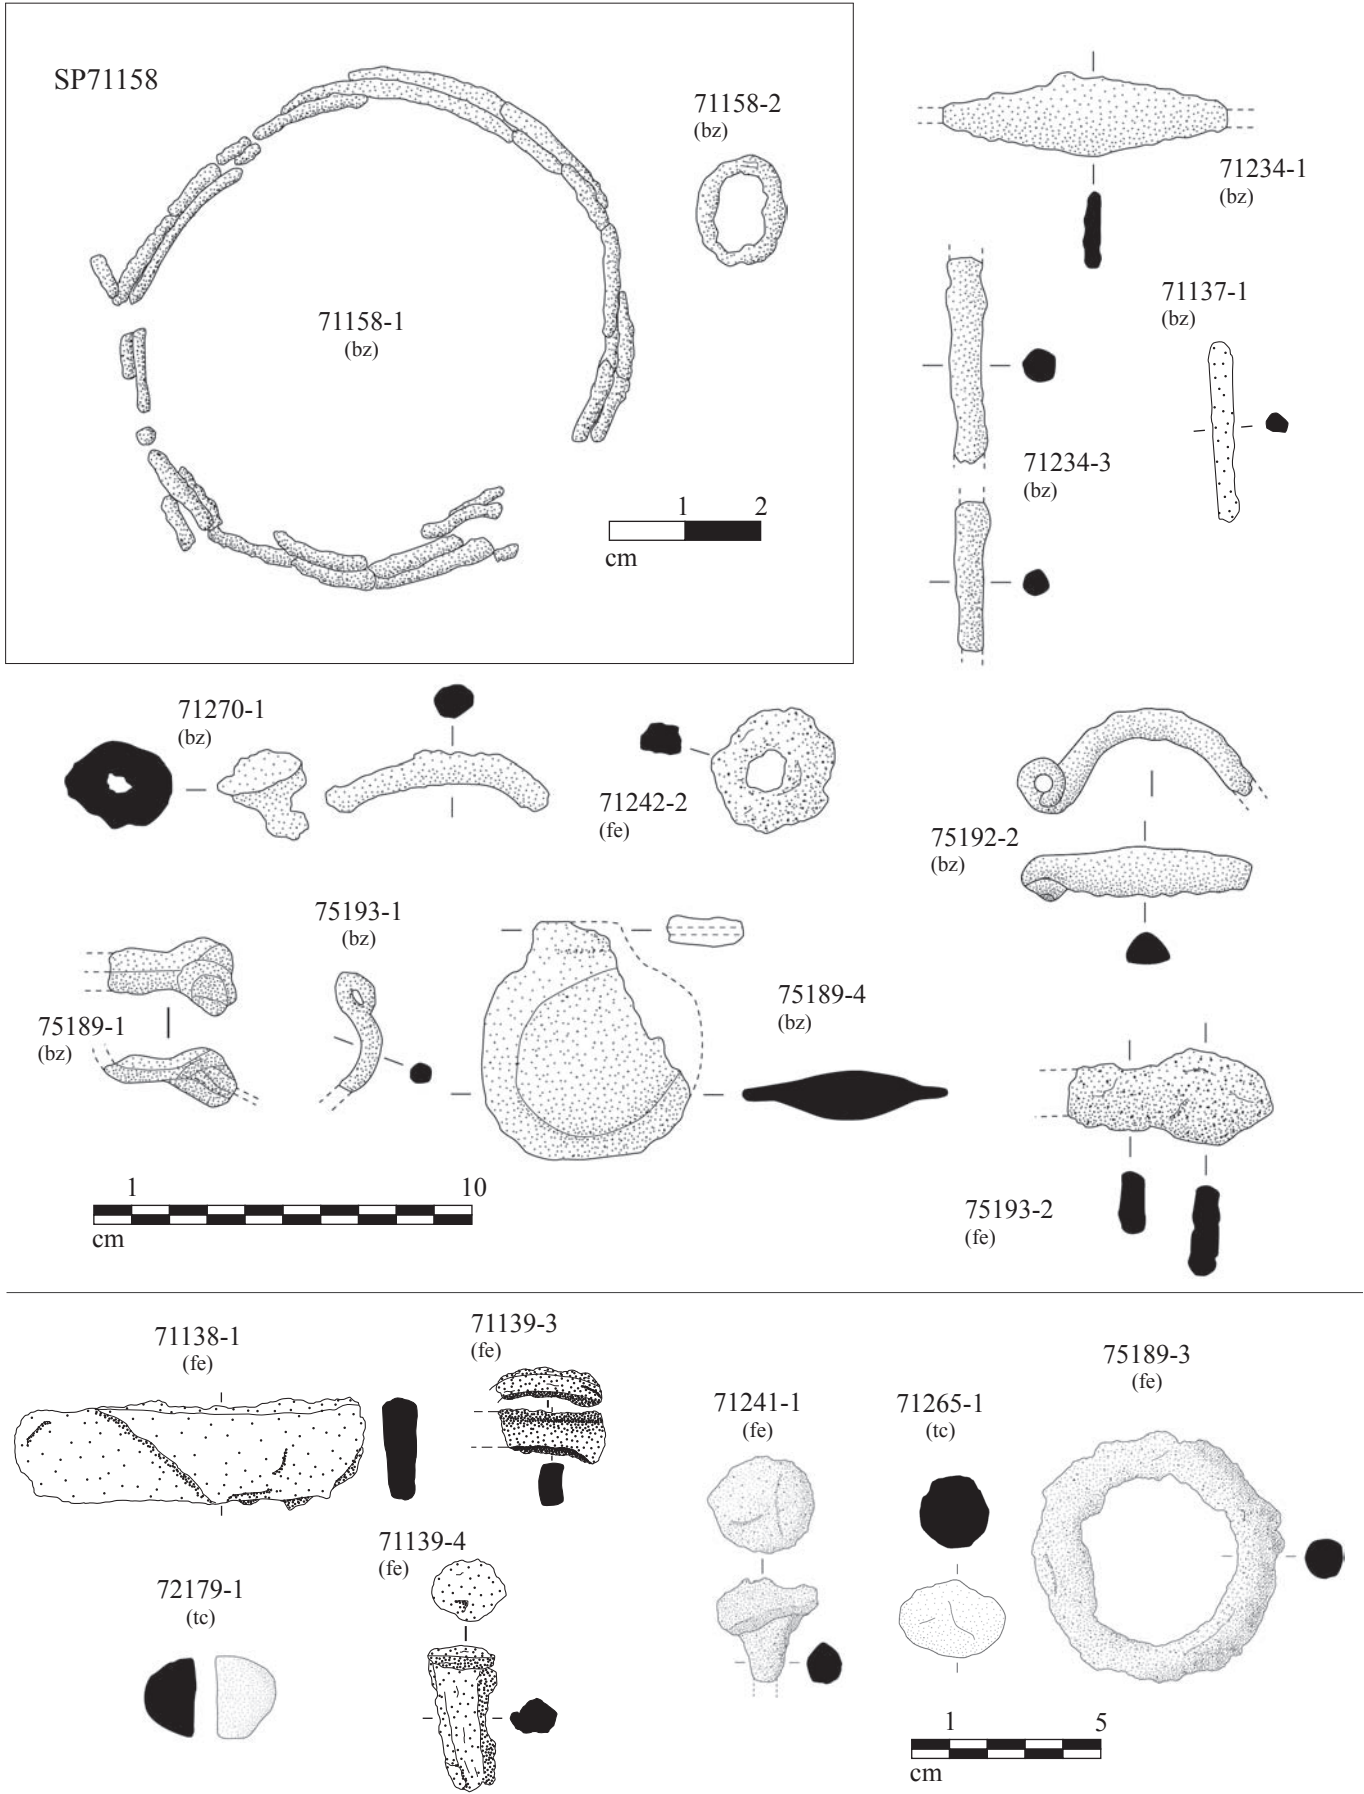 SP71158
71158-2
(bz)
71158-1
(bz)
1 2
cm
71234-1
(bz)
71137-1
(bz)
71234-3
(bz)
71270-1
(bz)
71242-2
(fe)
75192-2
(bz)
75193-1
(bz)
75189-1
(bz)
75189-4
(bz)
75193-2
(fe)
1 10
cm
71138-1
(fe)
71139-3
(fe)
71139-4
(fe)
72179-1
(tc)
71241-1
(fe)
71265-1
(tc)
75189-3
(fe)
1 5
cm